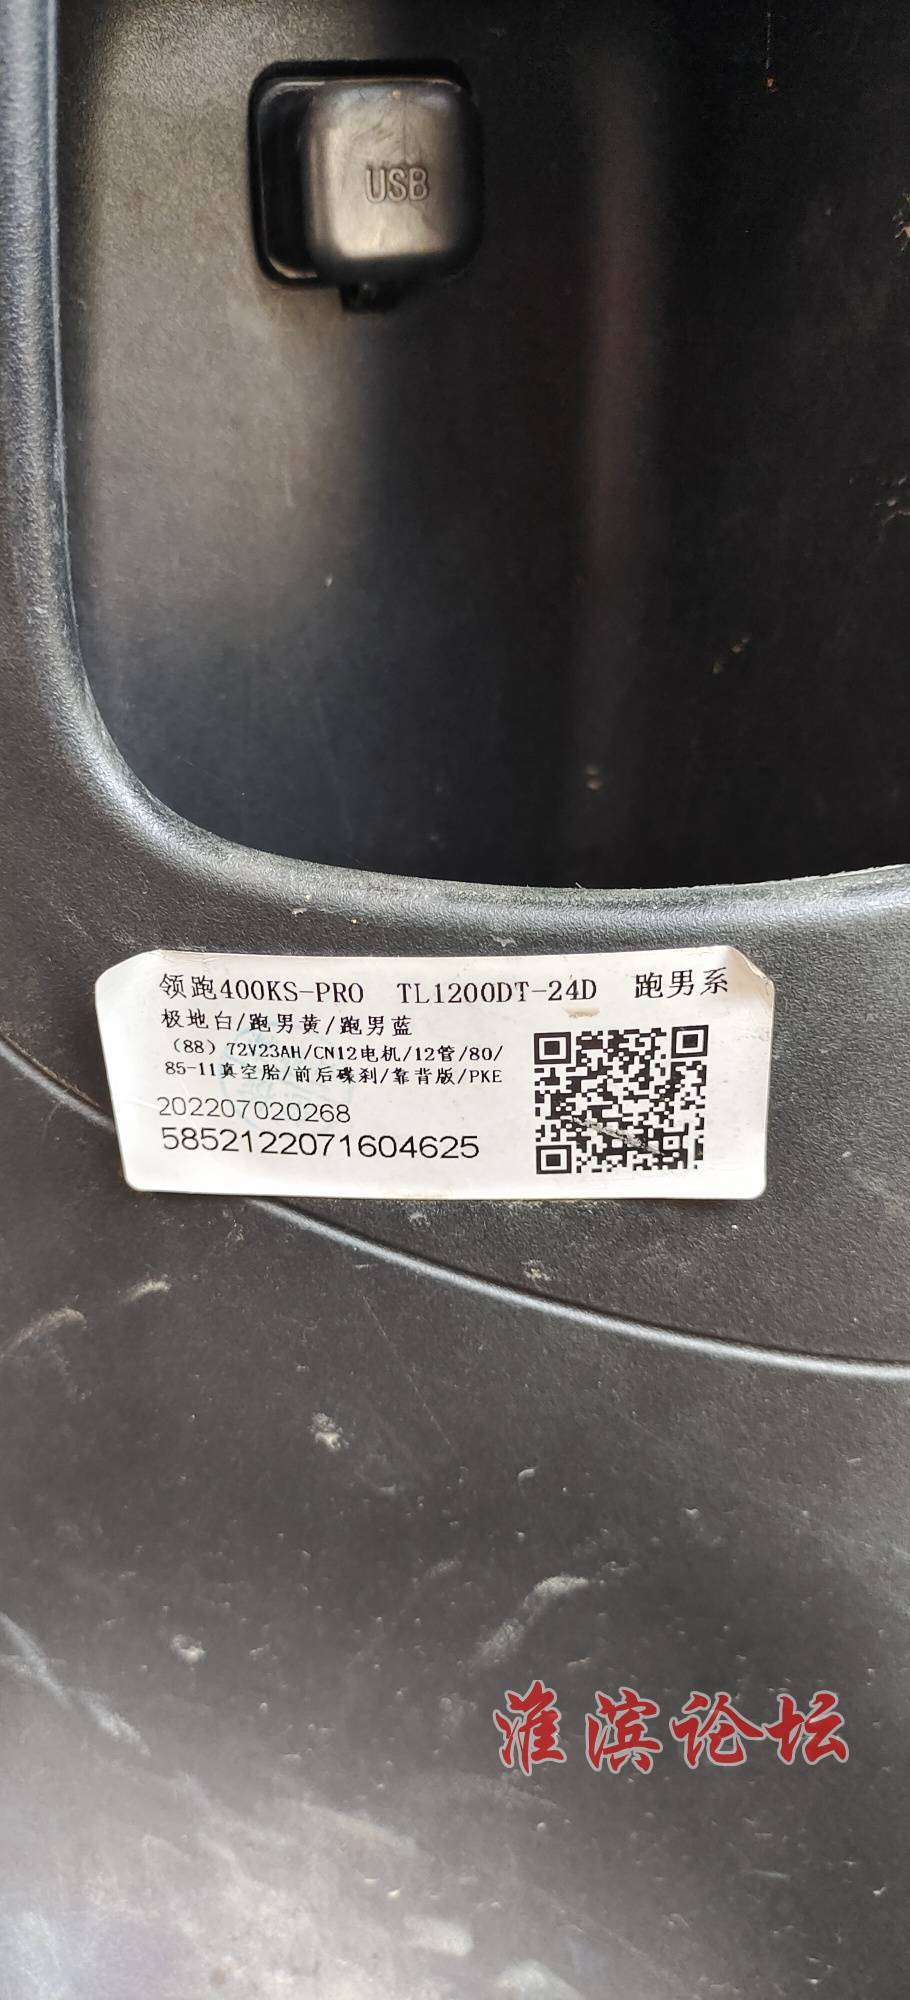 USB
领跑400KS-PRO TL1200DT-24D 跑男系
极地白/跑男黄/跑男蓝
（88）72V23AH/CN12电机/12管/80/
85-11真空胎/前后碟刹/靠背版/PKE
202207020268
5852122071604625
淮滨论坛